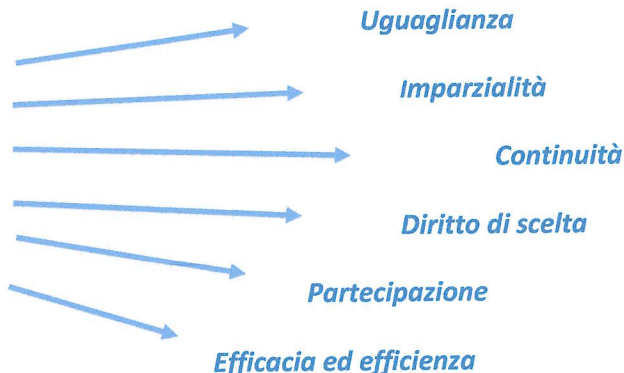 Uguaglianza
Imparzialità
Continuità
Diritto di scelta
Partecipazione
Efficacia ed efficienza